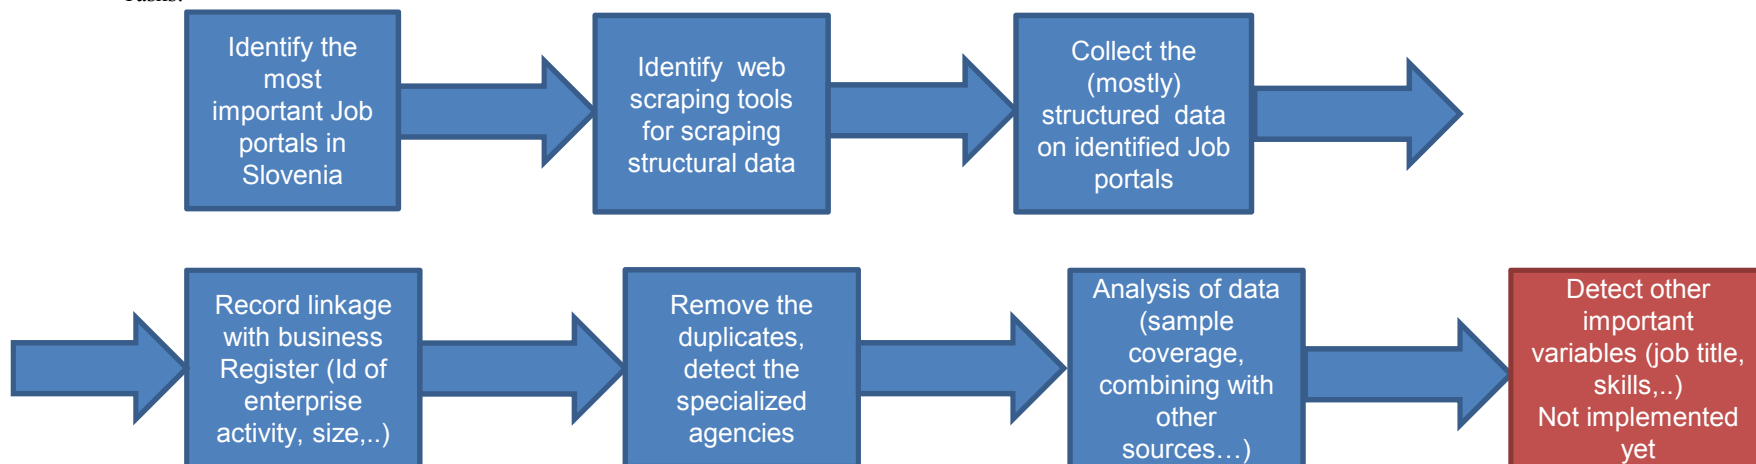 Tasks:
Identify the
most
important Job
portals in
Slovenia
Identify web
scraping tools
for scraping
structural data
Collect the
(mostly)
structured data
on identified Job
portals
Record linkage
with business
Register (Id of
enterprise
activity, size,..)
Remove the
duplicates,
detect the
specialized
agencies
Analysis of data
(sample
coverage,
combining with
other
sources...)
Detect other
important
variables (job title,
skills,..)
Not implemented
yet